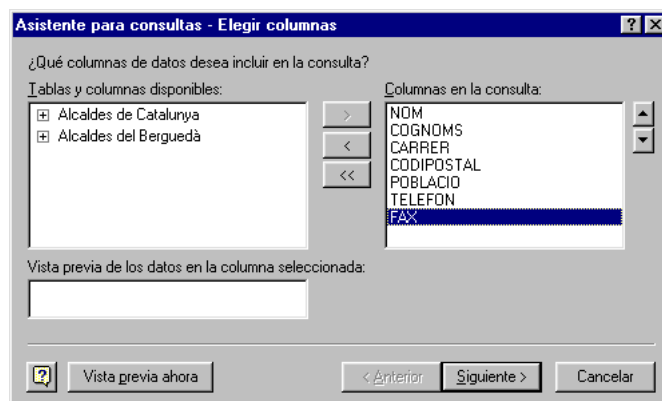 Asistente para consultas - Elegir columnas
¿Qué columnas de datos desea incluir en la consulta?
Tablas y columnas disponibles:
Columnas en la consulta:
Alcaldes de Catalunya
Alcaldes del Berguedà
>
<
<<
NOM
COGNOMS
CARRER
CODIPOSTAL
POBLACIO
TELEFON
FAX
Vista previa de los datos en la columna seleccionada:
Vista previa ahora
< Anterior
Siguiente >
Cancelar